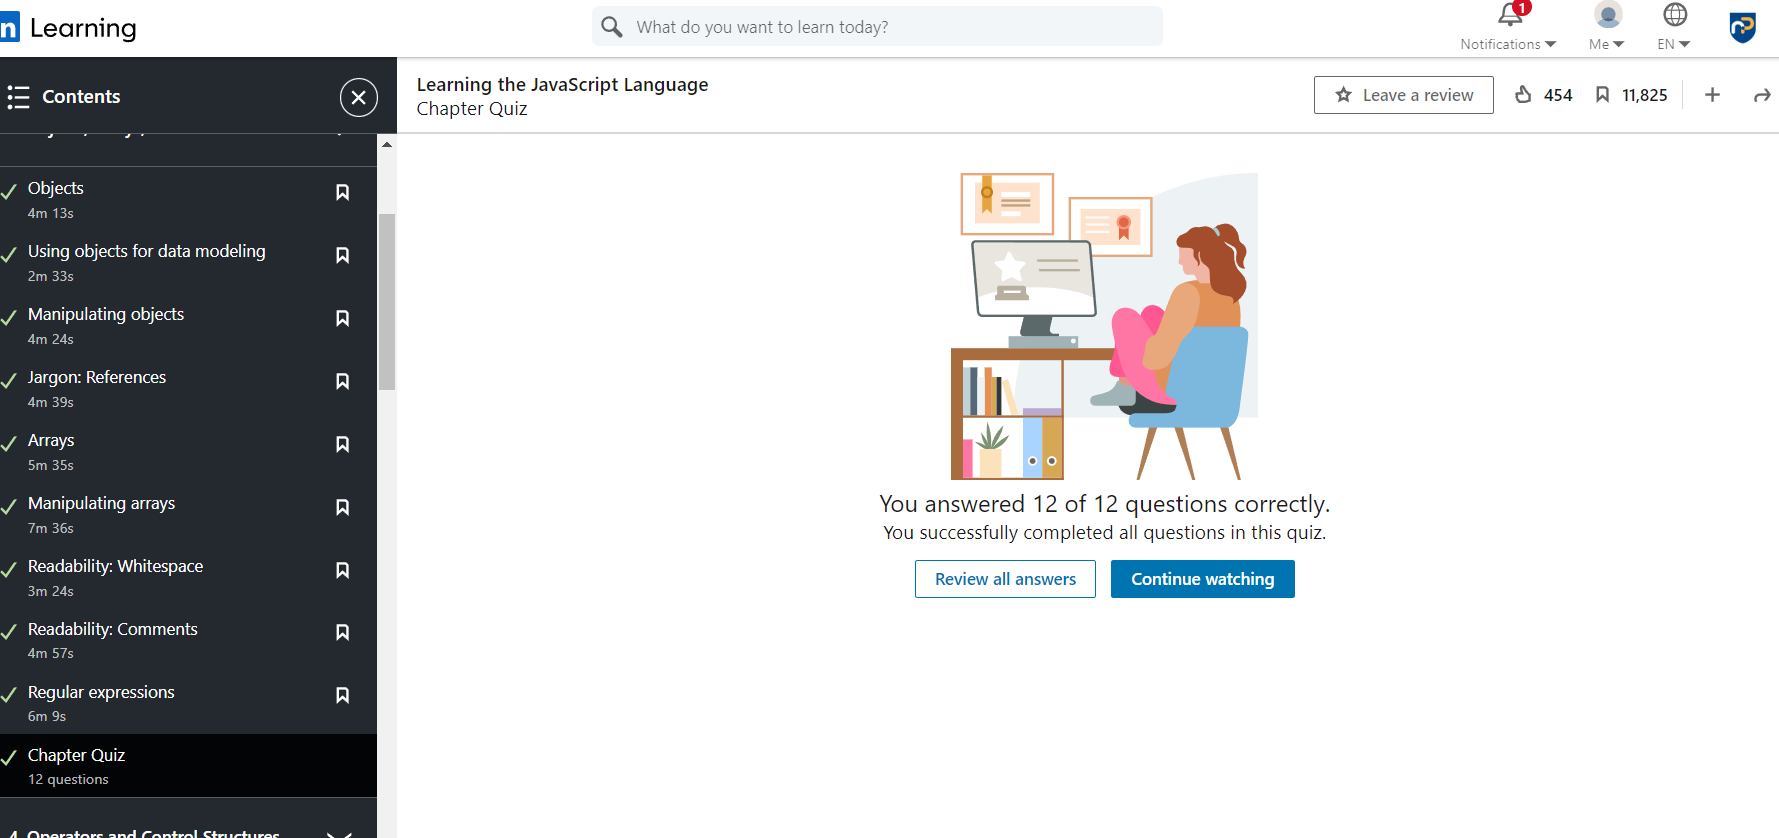 in Learning
What do you want to learn today?
1
Notifications
Me
EN
Contents
Learning the JavaScript Language
Chapter Quiz
Leave a review
454
11,825
Objects
4m 13s
Using objects for data modeling
2m 33s
Manipulating objects
4m 24s
Jargon: References
4m 39s
Arrays
5m 35s
Manipulating arrays
7m 36s
Readability: Whitespace
3m 24s
Readability: Comments
4m 57s
Regular expressions
6m 9s
Chapter Quiz
12 questions
4. Operators and Control Structures
You answered 12 of 12 questions correctly.
You successfully completed all questions in this quiz.
Review all answers
Continue watching